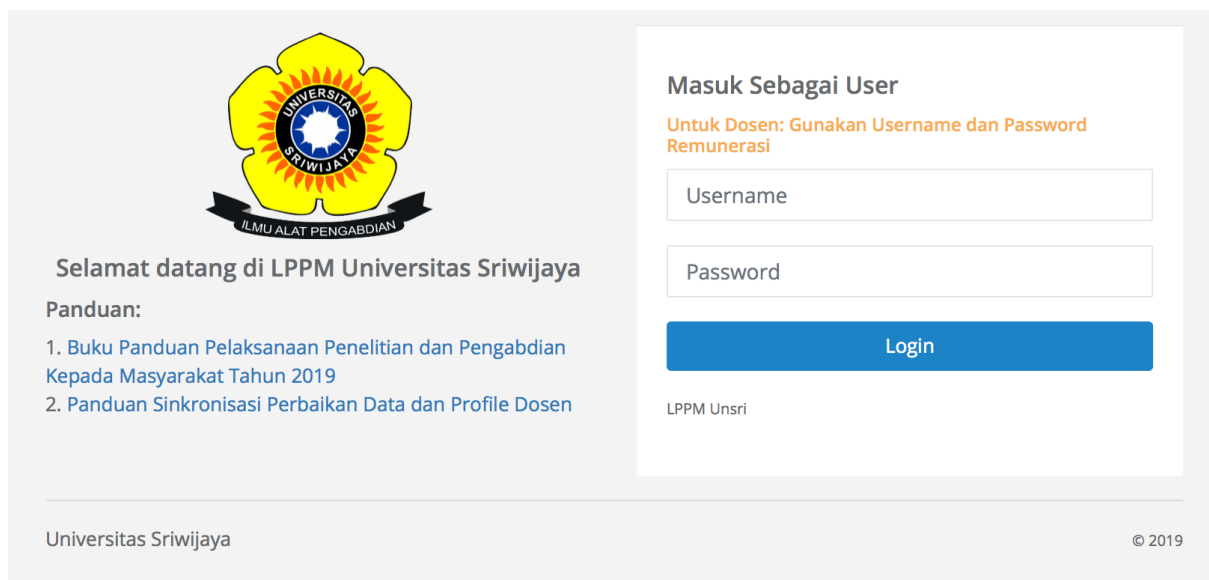 UNIVERSITAS
SRIWIJAYA
ILMU ALAT PENGABDIAN
Selamat datang di LPPM Universitas Sriwijaya
Panduan:
1. Buku Panduan Pelaksanaan Penelitian dan Pengabdian
Kepada Masyarakat Tahun 2019
2. Panduan Sinkronisasi Perbaikan Data dan Profile Dosen
Masuk Sebagai User
Untuk Dosen: Gunakan Username dan Password
Remunerasi
Username
Password
Login
LPPM Unsri
Universitas Sriwijaya
© 2019